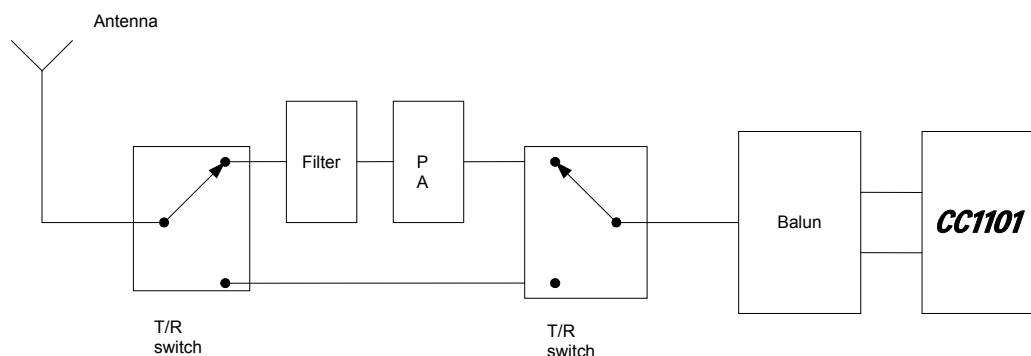 Antenna
Filter
P
A
Balun
CC1101
T/R
switch
T/R
switch